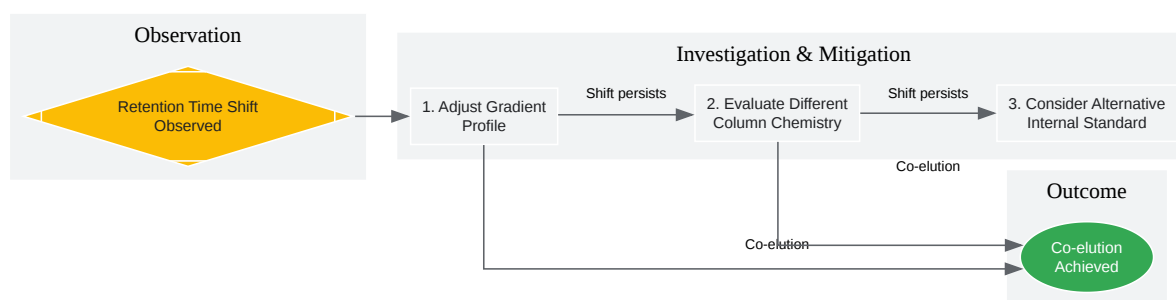 Observation
Retention Time Shift
Observed
Investigation & Mitigation
1. Adjust Gradient
Profile
Shift persists
2. Evaluate Different
Column Chemistry
Shift persists
3. Consider Alternative
Internal Standard
Co-elution
Co-elution
Outcome
Co-elution
Achieved